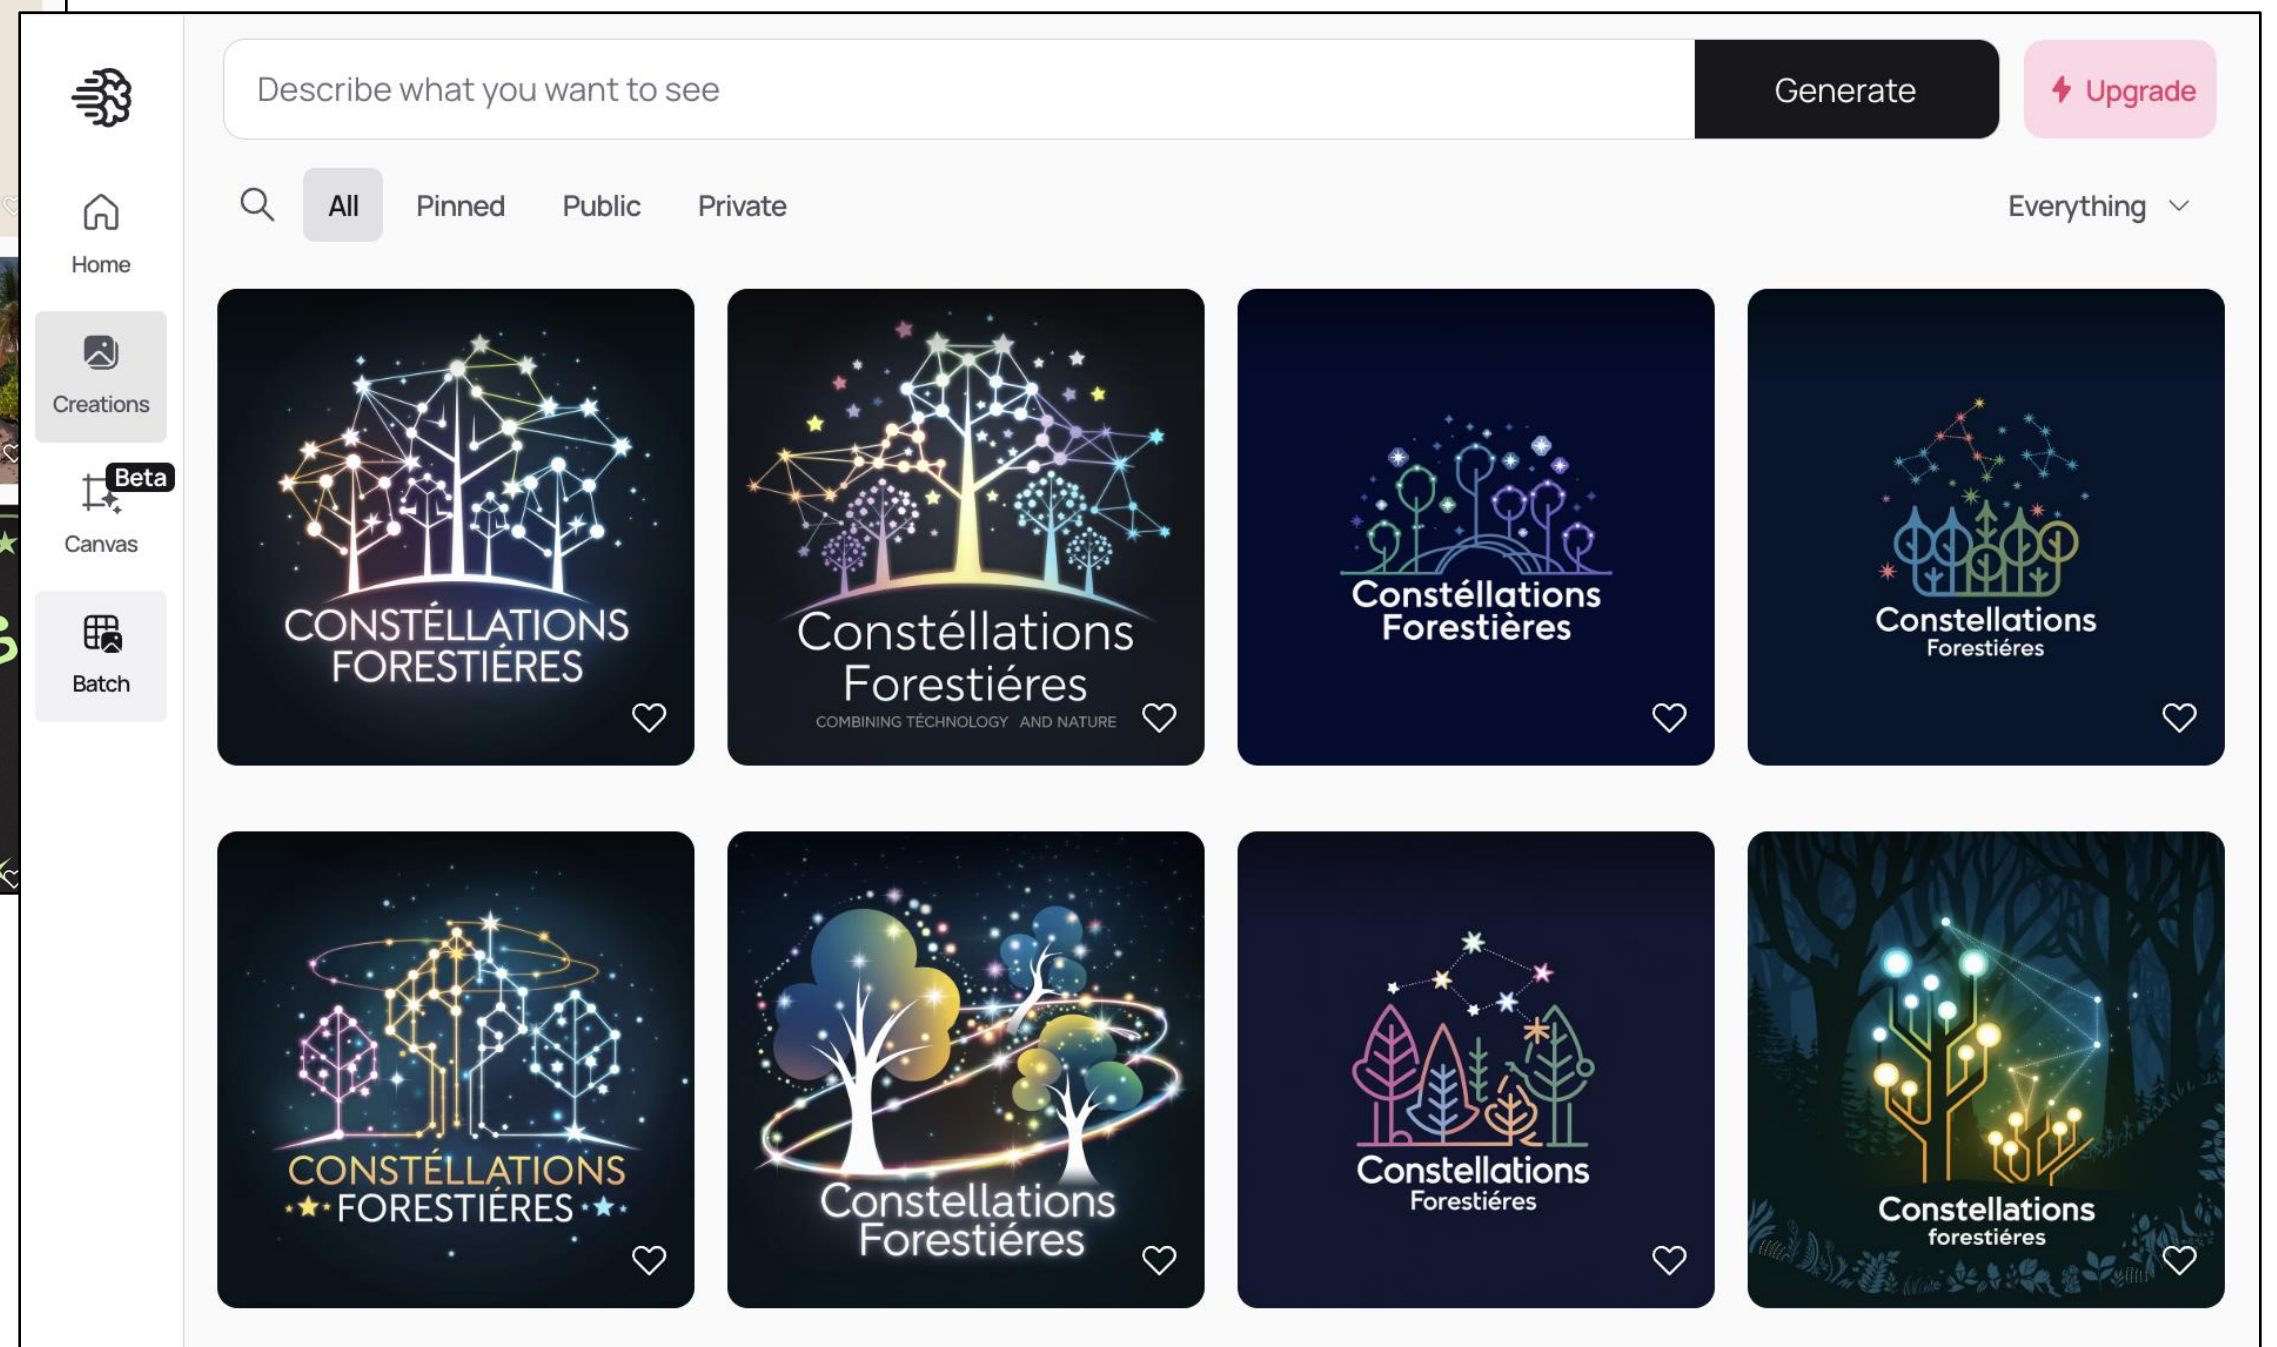 Describe what you want to see
Generate
Upgrade
All
Pinned
Public
Private
Everything
Home
Creations
Beta
Canvas
Batch
CONSTÉLLATIONS
FORESTIÉRES
Constéllations
Forestiéres
COMBINING TÉCHNOLOGY AND NATURE
Constéllations
Forestières
Constellations
Forestiéres
CONSTÉLLATIONS
FORESTIÉRES
Constellations
Forestiéres
Constellations
Forestiéres
Constellations
forestiéres